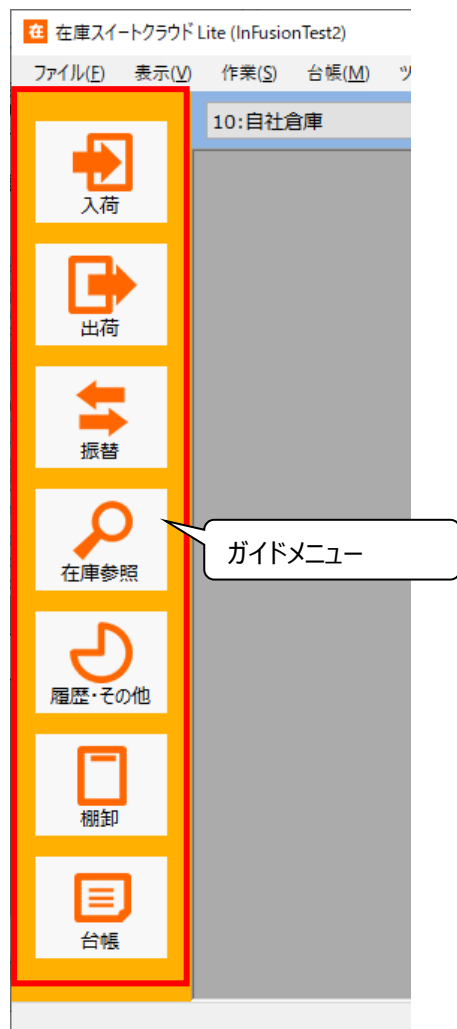 在 在庫スイートクラウド Lite (InFusionTest2)
ファイル(F) 表示(V) 作業(S) 台帳(M) ツ
10:自社倉庫
入荷
出荷
振替
在庫参照
ガイドメニュー
履歴・その他
棚卸
台帳